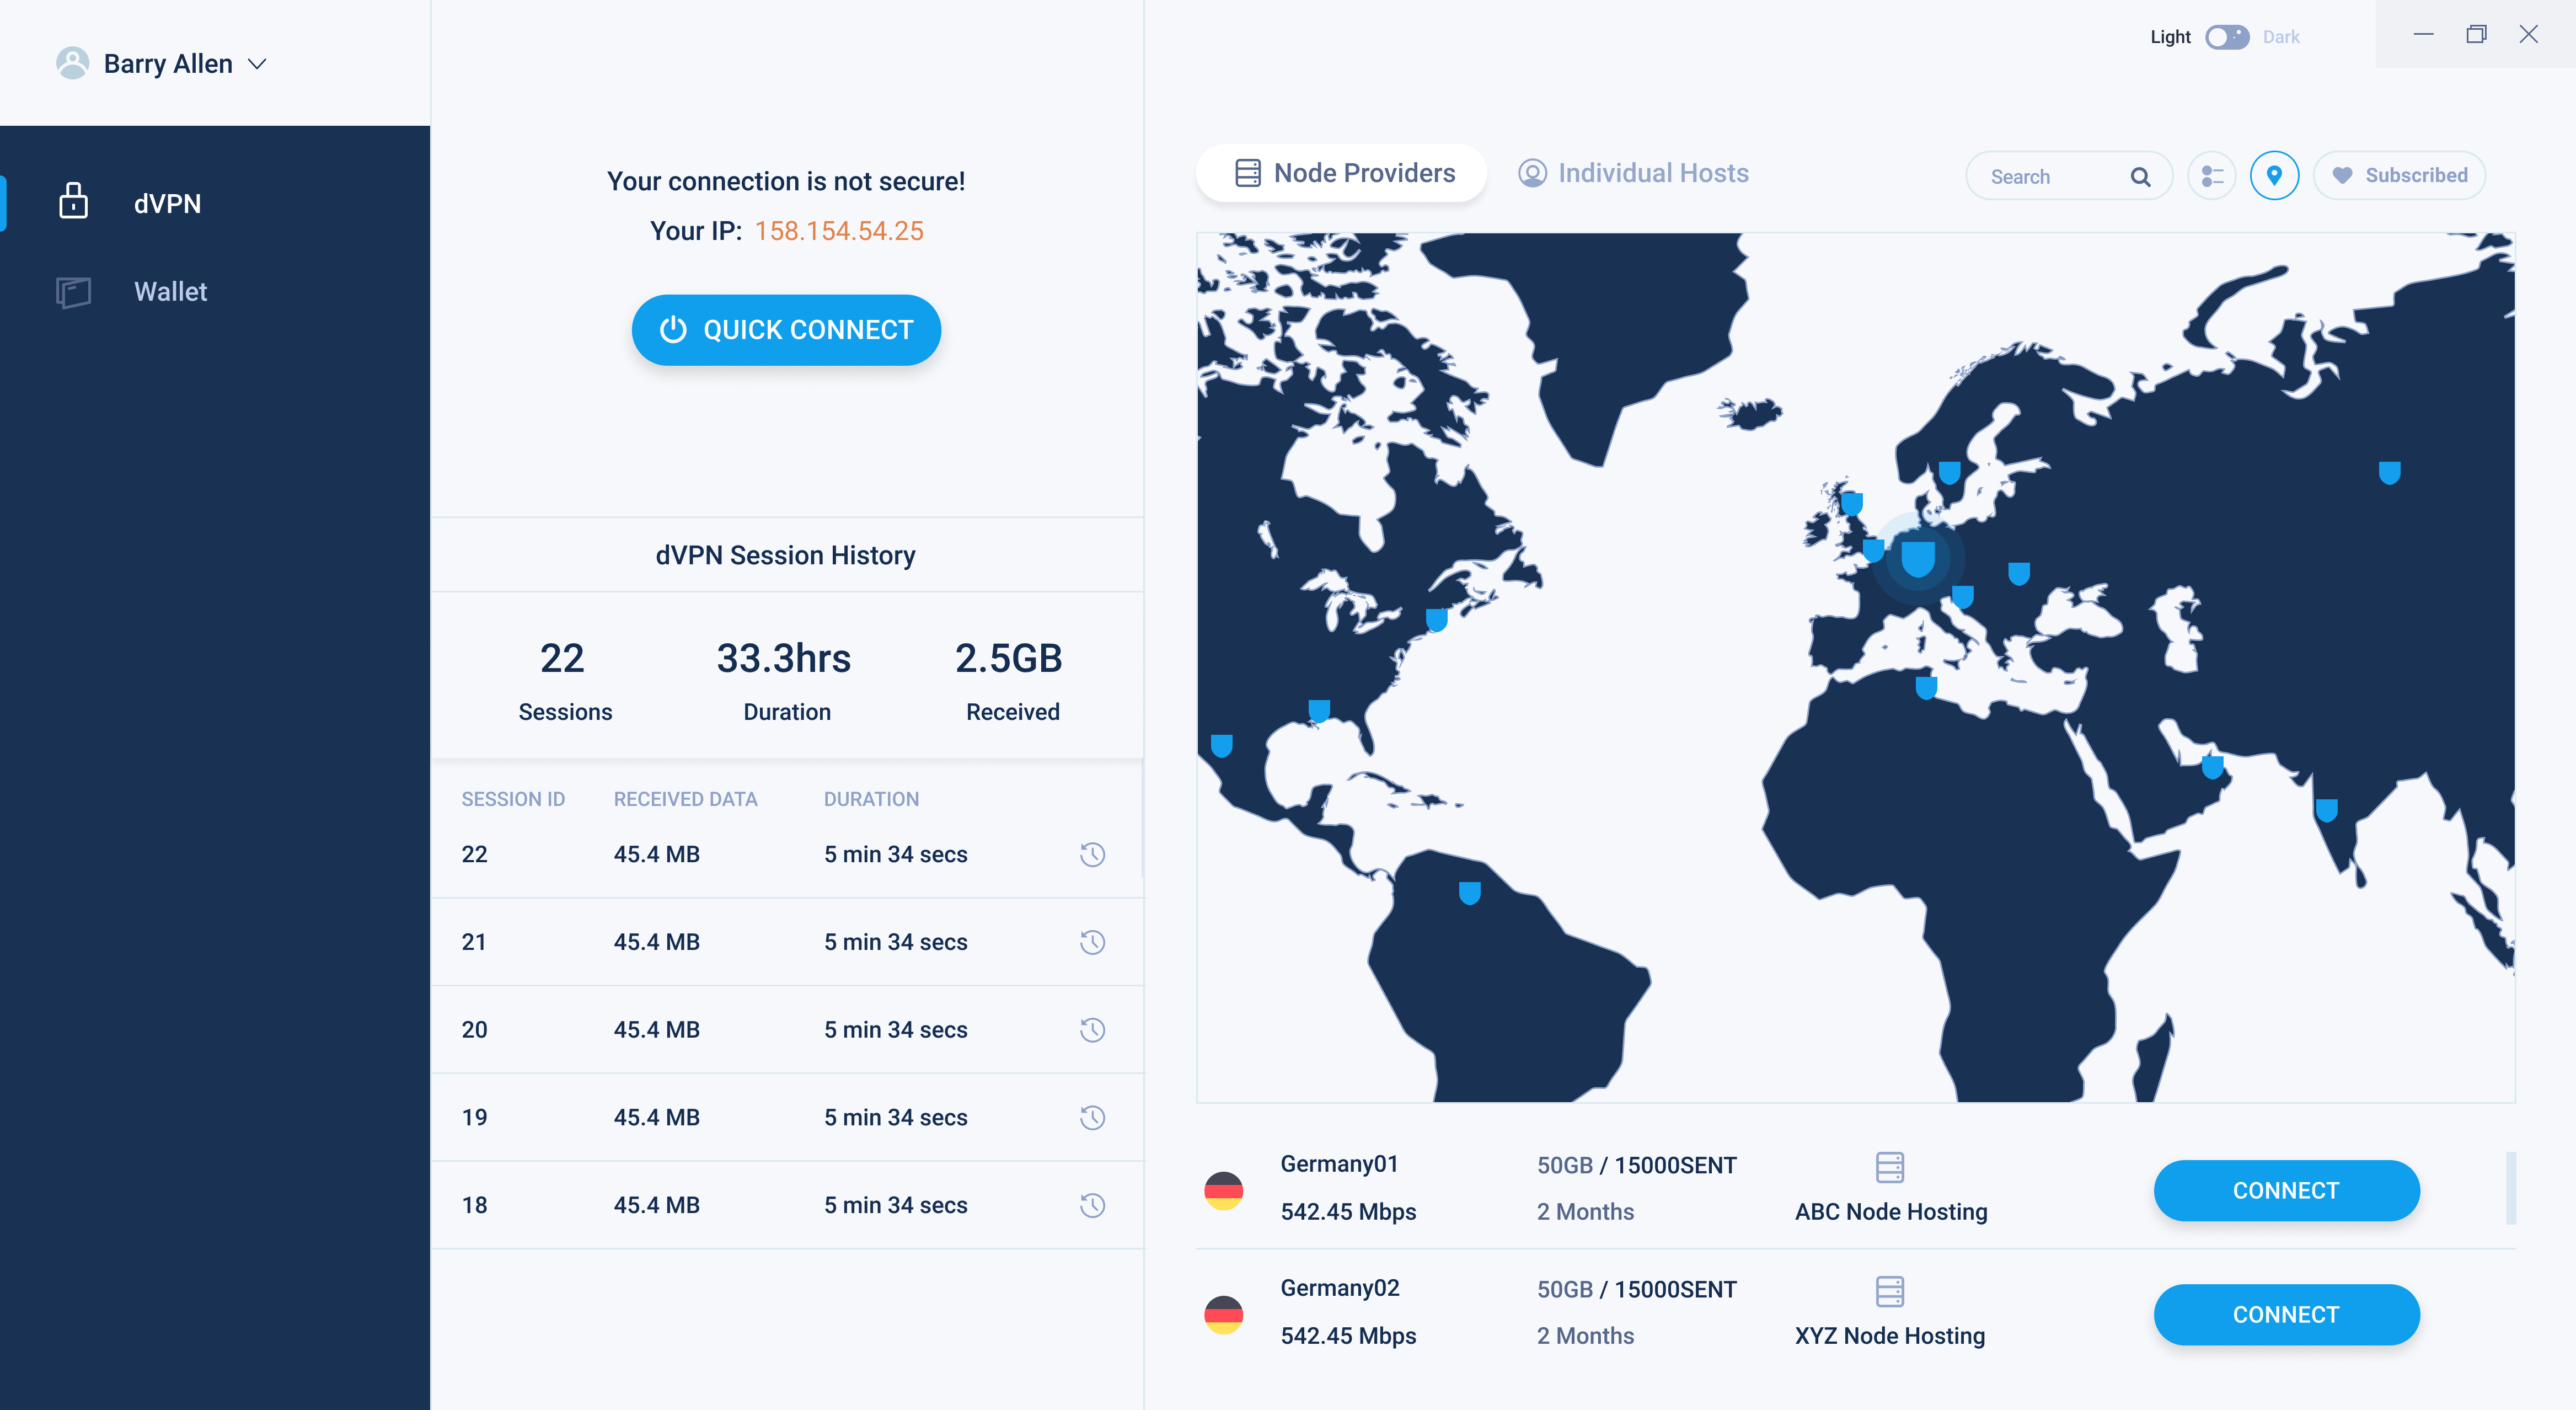 Barry Allen
dVPN
Wallet
Your connection is not secure!
Your IP: 158.154.54.25
QUICK CONNECT
dVPN Session History
22 33.3hrs 2.5GB
Sessions Duration Received
SESSION ID RECEIVED DATA DURATION
22 45.4 MB 5 min 34 secs
21 45.4 MB 5 min 34 secs
20 45.4 MB 5 min 34 secs
19 45.4 MB 5 min 34 secs
18 45.4 MB 5 min 34 secs
Light Dark
Node Providers Individual Hosts Search Subscribed
Germany01 50GB / 15000SENT
542.45 Mbps 2 Months ABC Node Hosting
CONNECT
Germany02 50GB / 15000SENT
542.45 Mbps 2 Months XYZ Node Hosting
CONNECT